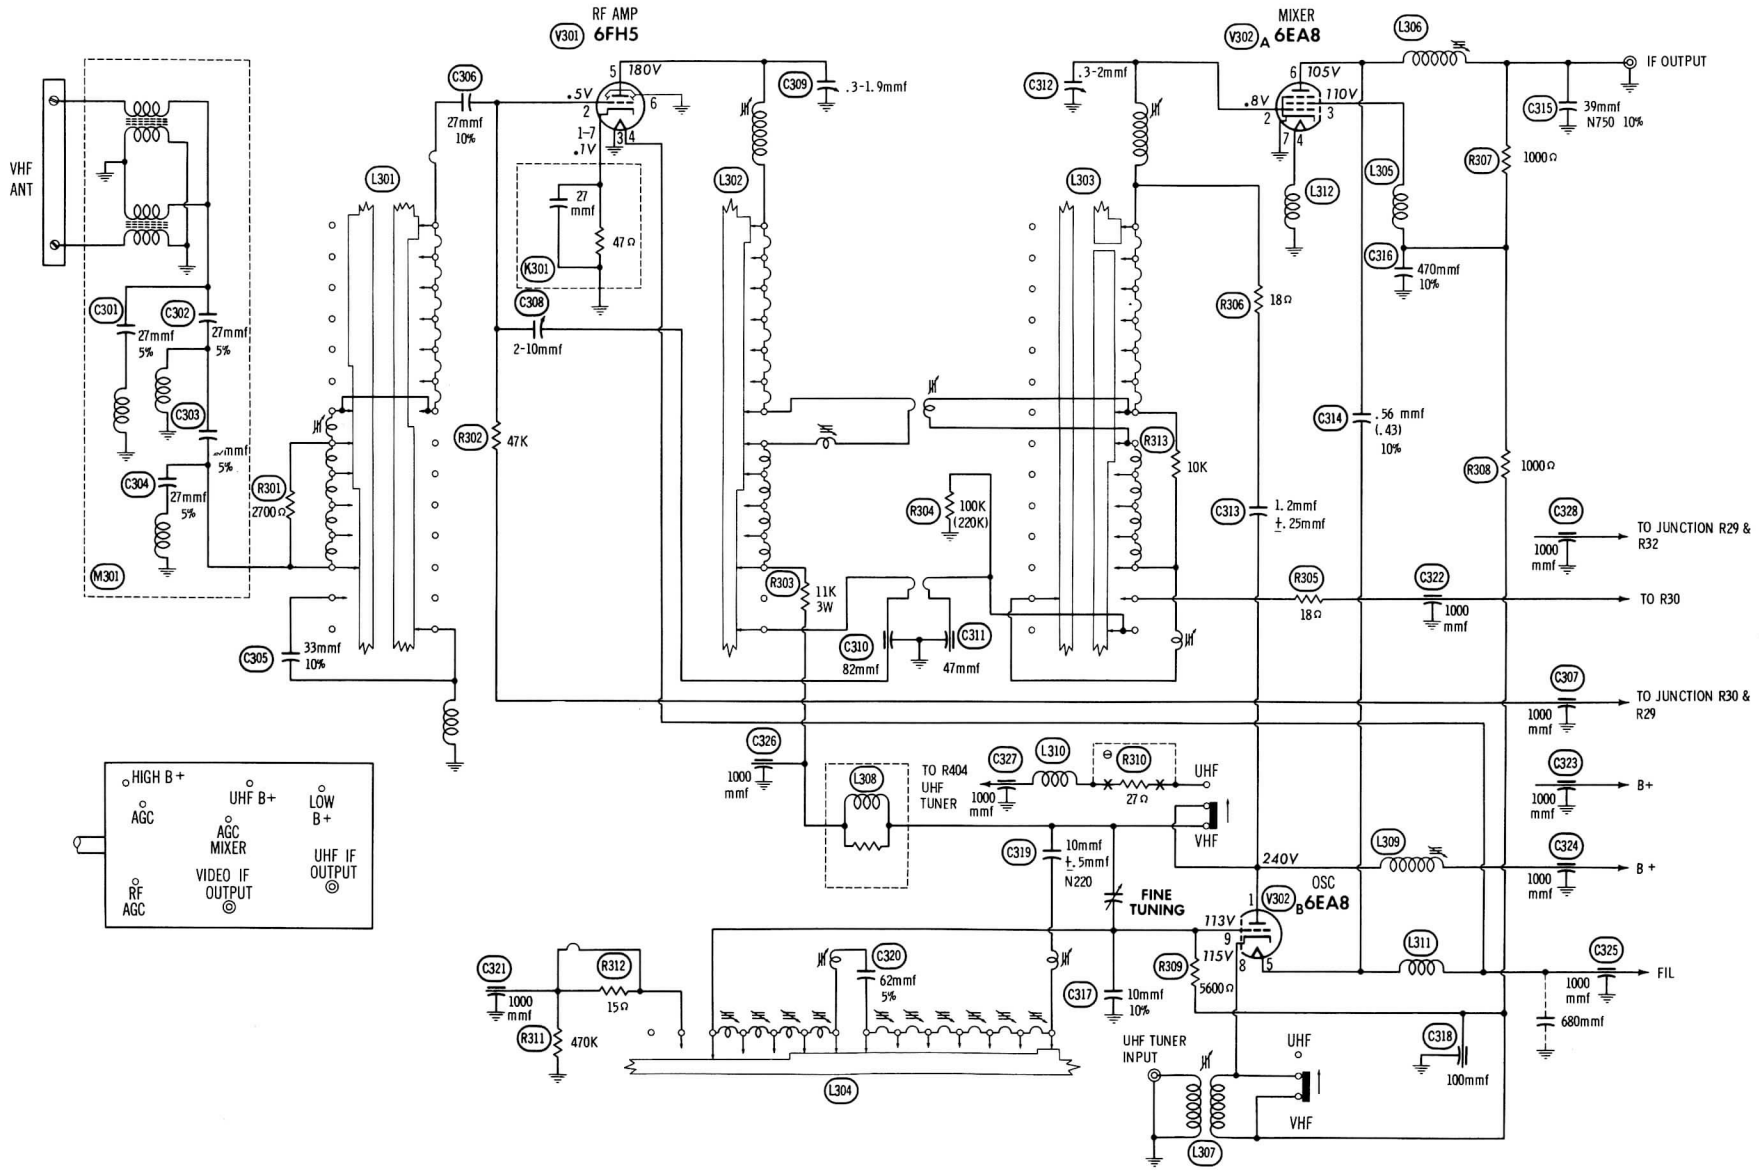 RF AMP
V301 6FH5
5 180V
.5V
2
6
1-7
3 4
.1V
MIXER
V302 A 6EA8
6 105V
.8V
110V
2
3
7 4
L306
IF OUTPUT
C306
27mmf
10%
C309
.3-1.9mmf
C312
.3-2mmf
C315
39mmf
N750 10%
VHF
ANT
L301
L302
L303
L312
L305
R307
1000Ω
27
mmf
47Ω
K301
C316
470mmf
10%
C301
27mmf
5%
C302
27mmf
5%
C308
2-10mmf
R306
18Ω
C303
mmf
5%
C304
27mmf
5%
M301
R301
2700Ω
R302
47K
R313
10K
C314
.56 mmf
(.43)
10%
R308
1000Ω
R304
100K
(220K)
C313
1.2mmf
±.25mmf
C328
1000
mmf
TO JUNCTION R29 &
R32
R303
11K
3W
R305
18Ω
C322
1000
mmf
TO R30
C305
33mmf
10%
C310
82mmf
C311
47mmf
C307
1000
mmf
TO JUNCTION R30 &
R29
C326
1000
mmf
L308
TO R404
UHF
TUNER
C327
1000
mmf
L310
R310
27Ω
UHF
VHF
C323
1000
mmf
B+
HIGH B+
AGC
UHF B+
LOW
B+
AGC
MIXER
VIDEO IF
OUTPUT
UHF IF
OUTPUT
RF
AGC
C319
10mmf
±.5mmf
N220
FINE
TUNING
240V
L309
C324
1000
mmf
B+
OSC
V302 B 6EA8
1
113V
9
115V
8
5
R309
5600Ω
L311
C325
1000
mmf
FIL
C321
1000
mmf
R312
15Ω
R311
470K
C320
62mmf
5%
C317
10mmf
10%
L304
680mmf
C318
100mmf
UHF TUNER
INPUT
UHF
VHF
L307